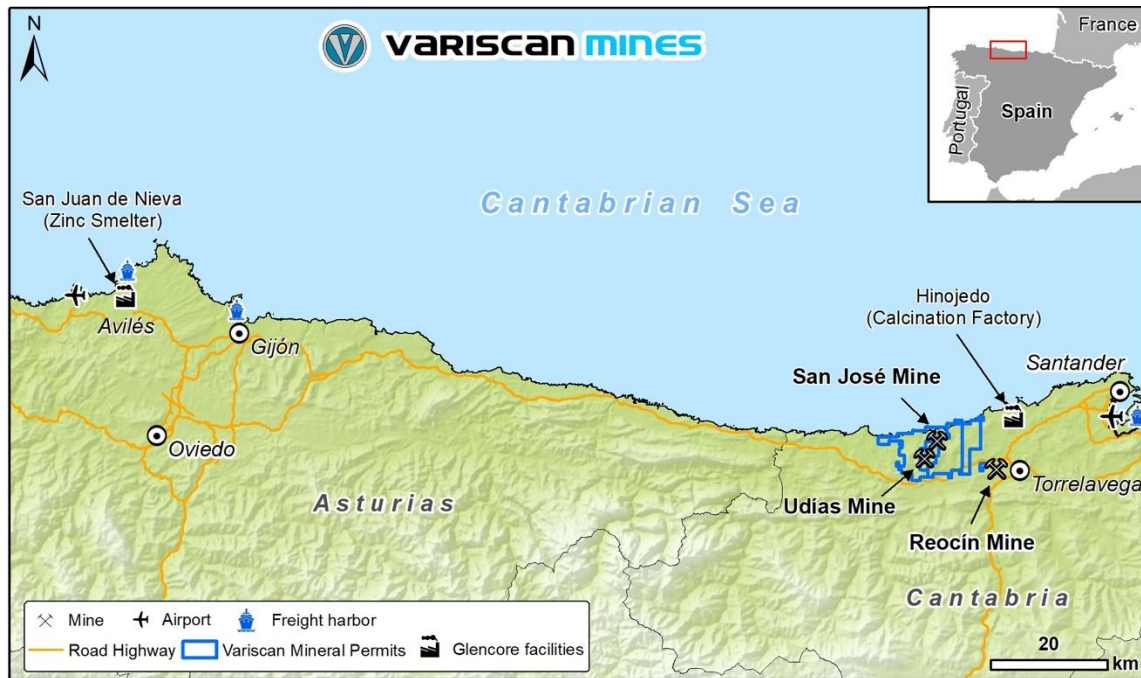 N
VARISCAN MINES
France
Portugal
Spain
San Juan de Nieva
(Zinc Smelter)
Cantabrian Sea
Avilés
Gijón
Hinojedo
(Calcination Factory)
Santander
San José Mine
Oviedo
Torrelavega
Udías Mine
Asturias
Reocín Mine
Cantabria
Mine
Airport
Freight harbor
Road Highway
Variscan Mineral Permits
Glencore facilities
20
km